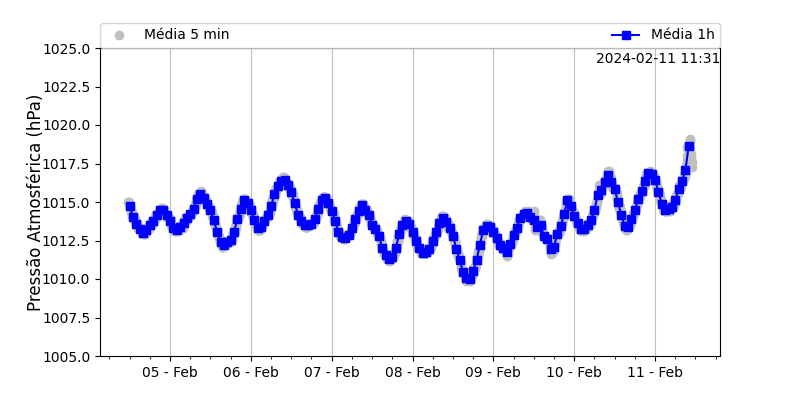 Média 5 min
Média 1h
2024-02-11 11:31
Pressão Atmosférica (hPa)
1025.0
1022.5
1020.0
1017.5
1015.0
1012.5
1010.0
1007.5
1005.0
05 - Feb
06 - Feb
07 - Feb
08 - Feb
09 - Feb
10 - Feb
11 - Feb